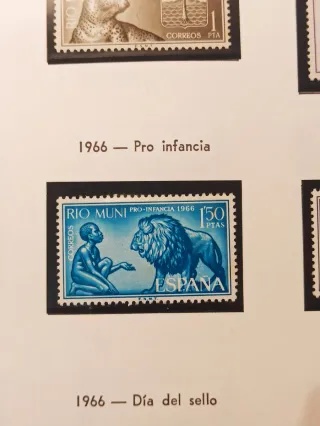 CORREOS 1 PTA
1966 — Pro infancia
RIO MUNI PRO-INFANCIA 1966 1'50 PTAS
CORREOS
ESPAÑA
1966 — Día del sello